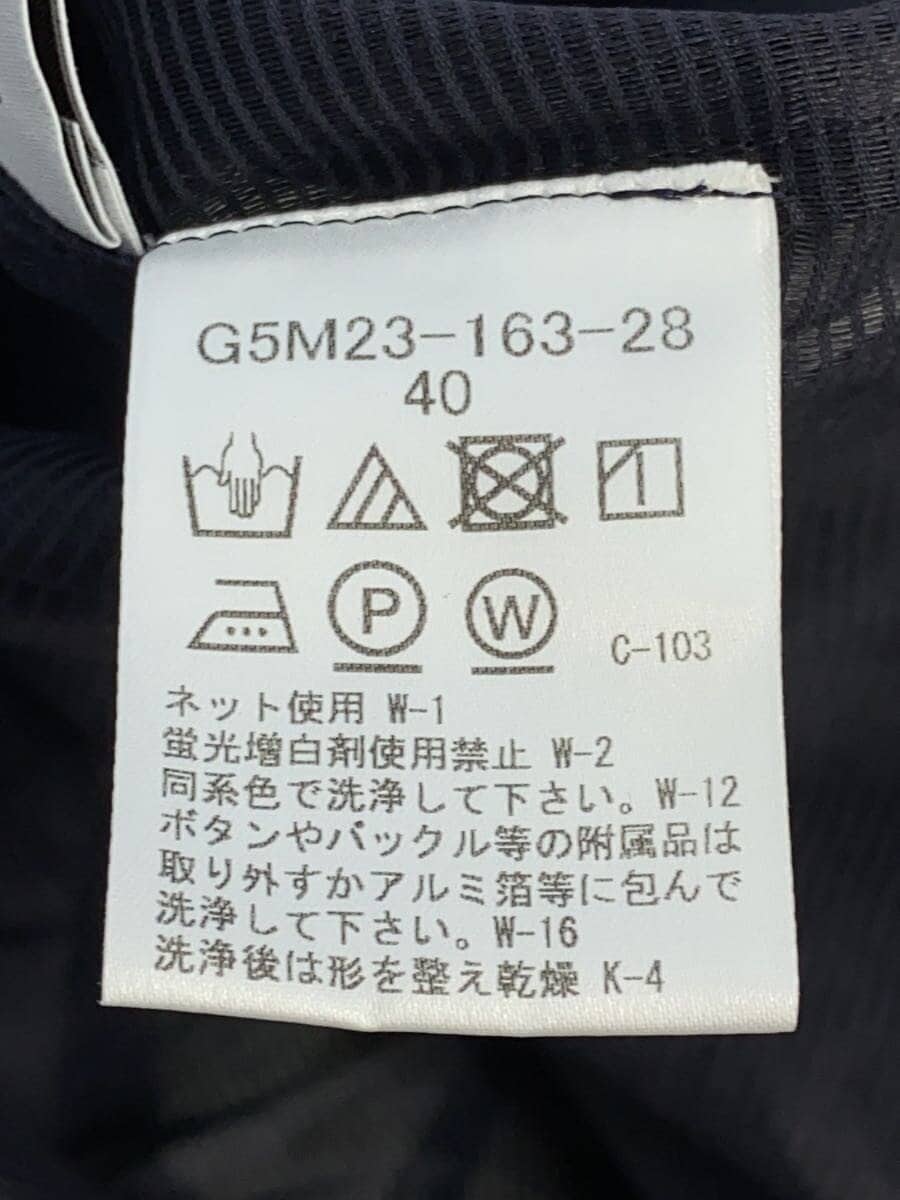 G5M23-163-28
40
P
W
C-103
ネット使用 W-1
蛍光増白剤使用禁止 W-2
同系色で洗浄して下さい。W-12
ボタンやバックル等の附属品は
取り外すかアルミ箔等に包んで
洗浄して下さい。W-16
洗浄後は形を整え乾燥 K-4